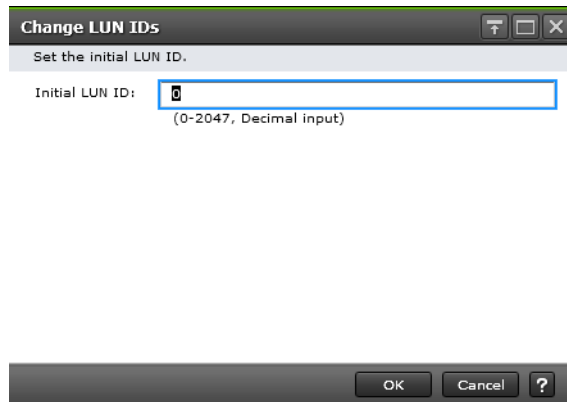 Change LUN IDs
Set the initial LUN ID.
Initial LUN ID: 0
(0-2047, Decimal input)
OK Cancel ?